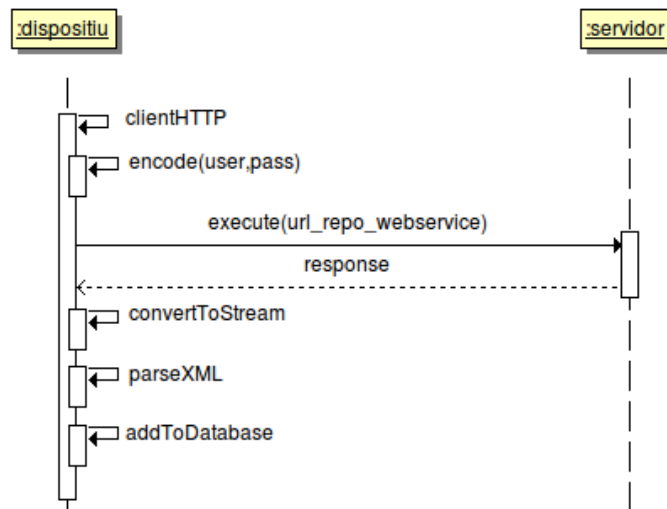 :dispositiu
:servidor
clientHTTP
encode(user,pass)
execute(url_repo_webservice)
response
convertToStream
parseXML
addToDatabase